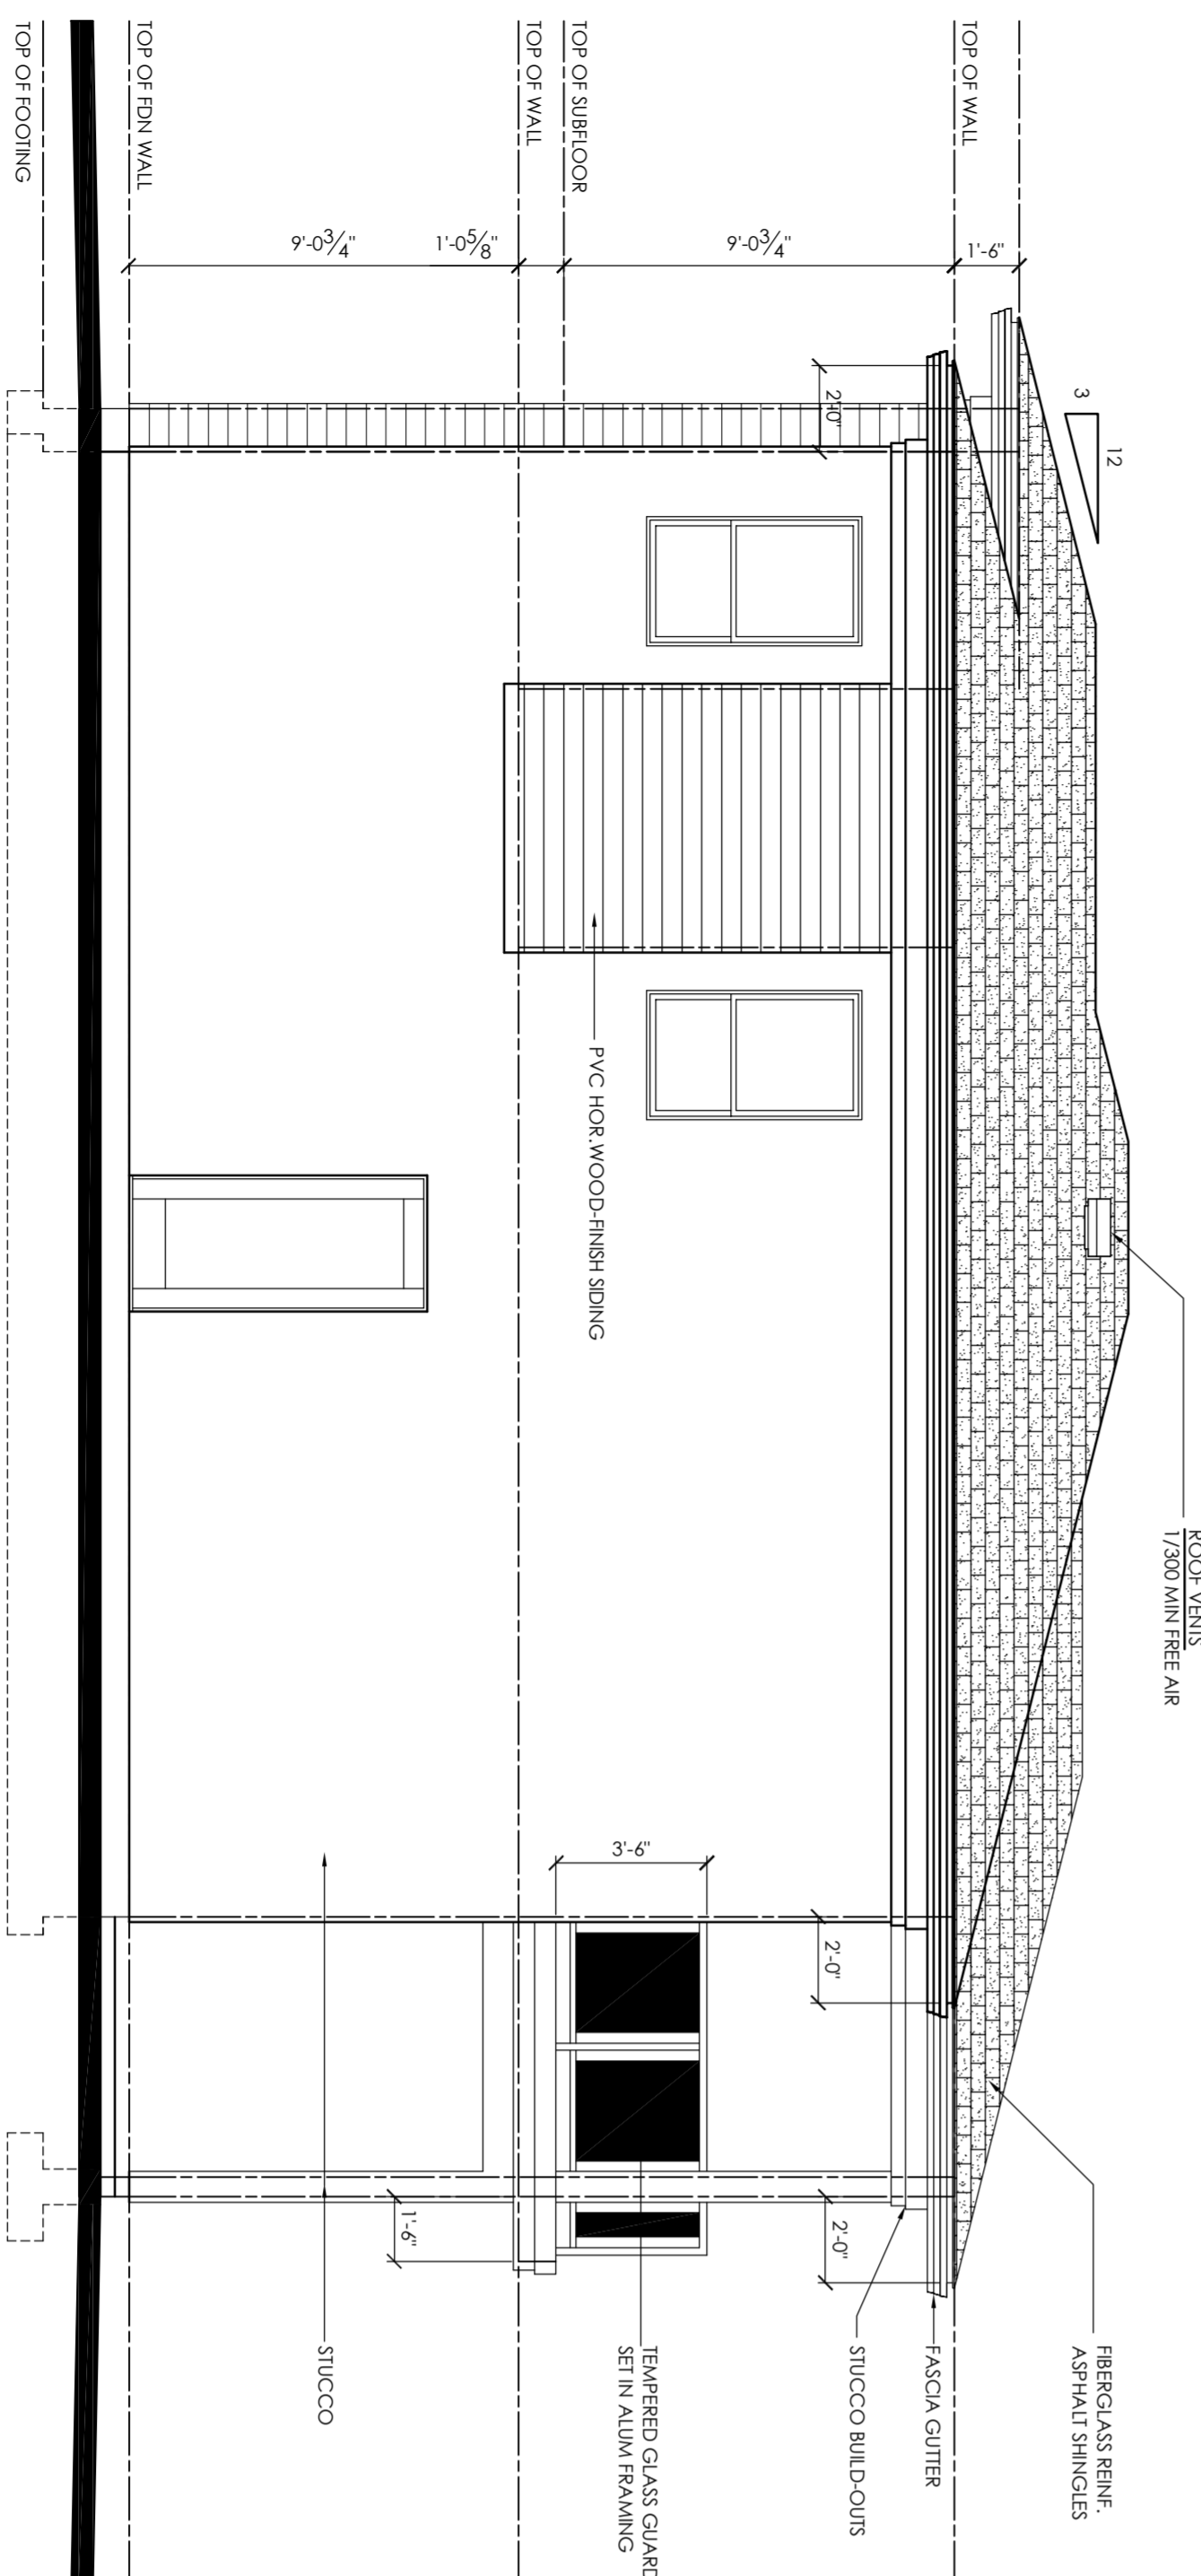 ROOF VENTS
1/300 MIN FREE AIR
FIBERGLASS REINF.
ASPHALT SHINGLES
3
12
TOP OF WALL
1'-6"
9'-0 3/4"
TOP OF SUBFLOOR
TOP OF WALL
1'-0 5/8"
9'-0 3/4"
TOP OF FDN WALL
TOP OF FOOTING
2'-0"
PVC HOR.WOOD-FINISH SIDING
3'-6"
2'-0"
2'-0"
1'-6"
FASCIA GUTTER
STUCCO BUILD-OUTS
TEMPERED GLASS GUARD
SET IN ALUM FRAMING
STUCCO